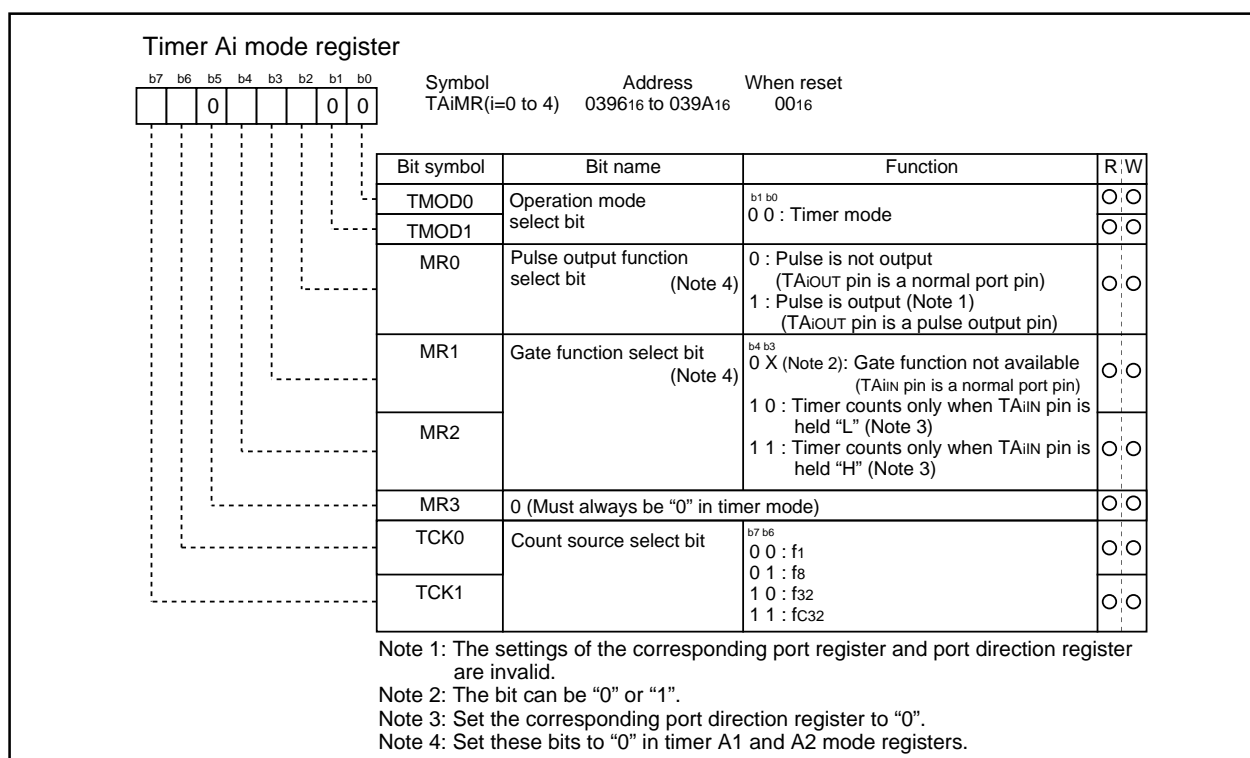 Timer Ai mode register
b7 b6 b5 b4 b3 b2 b1 b0
0 0 0
Symbol Address When reset
TAiMR(i=0 to 4) 039616 to 039A16 0016
Bit symbol Bit name Function R W
TMOD0 Operation mode select bit
b1 b0
0 0 : Timer mode
TMOD1
MR0 Pulse output function
select bit (Note 4)
0 : Pulse is not output
(TAiOUT pin is a normal port pin)
1 : Pulse is output (Note 1)
(TAiOUT pin is a pulse output pin)
MR1 Gate function select bit
(Note 4)
b4 b3
0 X (Note 2): Gate function not available
(TAiIN pin is a normal port pin)
1 0 : Timer counts only when TAiIN pin is
held “L” (Note 3)
MR2
1 1 : Timer counts only when TAiIN pin is
held “H” (Note 3)
MR3 0 (Must always be “0” in timer mode)
TCK0 Count source select bit
b7 b6
0 0 : f1
0 1 : f8
TCK1
1 0 : f32
1 1 : fC32
Note 1: The settings of the corresponding port register and port direction register
are invalid.
Note 2: The bit can be “0” or “1”.
Note 3: Set the corresponding port direction register to “0”.
Note 4: Set these bits to “0” in timer A1 and A2 mode registers.